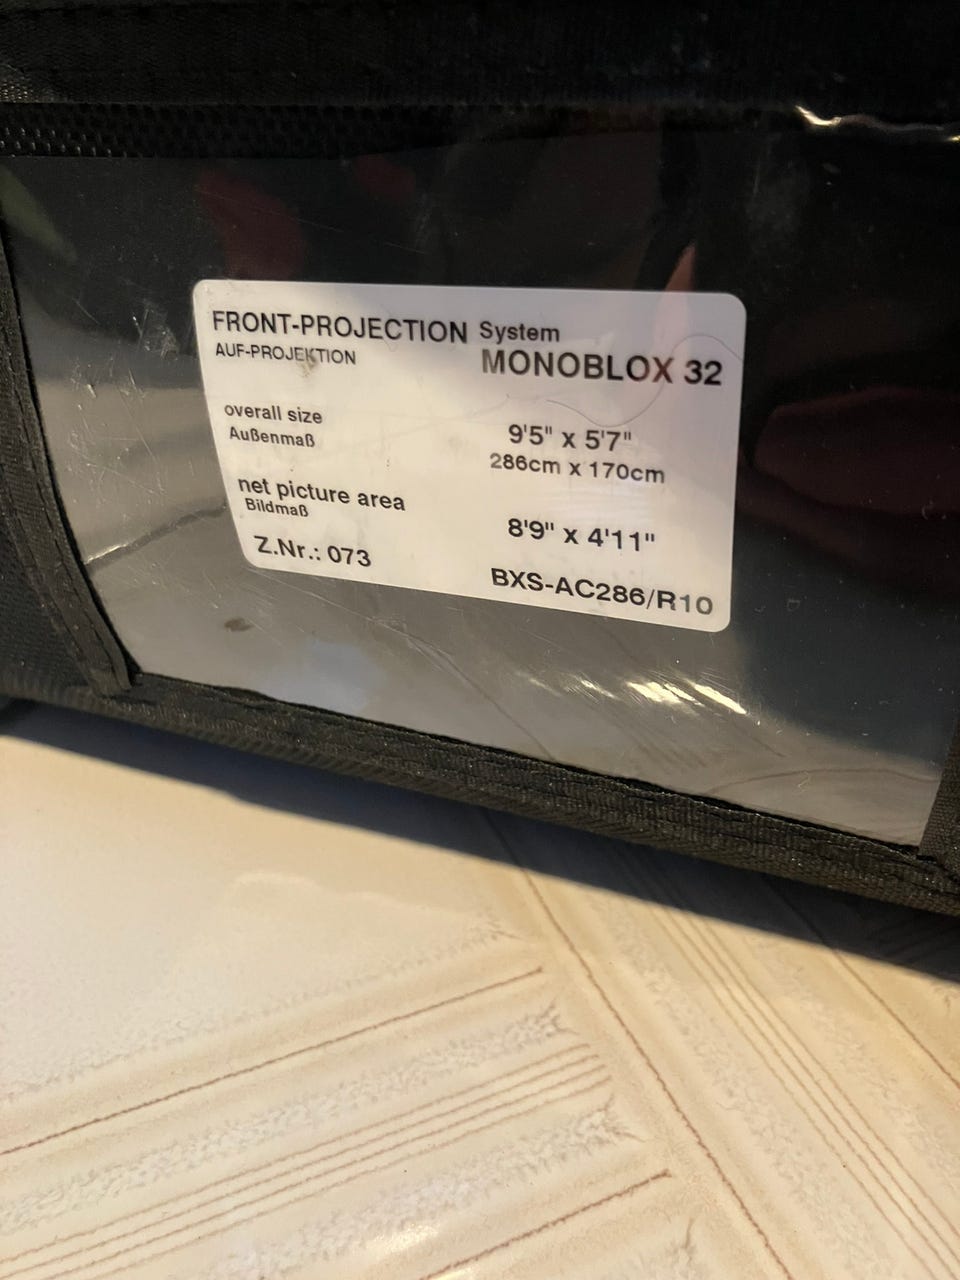 FRONT-PROJECTION System
AUF-PROJEKTION MONOBLOX 32
overall size 9'5" x 5'7"
Außenmaß 286cm x 170cm
net picture area 8'9" x 4'11"
Bildmaß
Z.Nr.: 073 BXS-AC286/R10